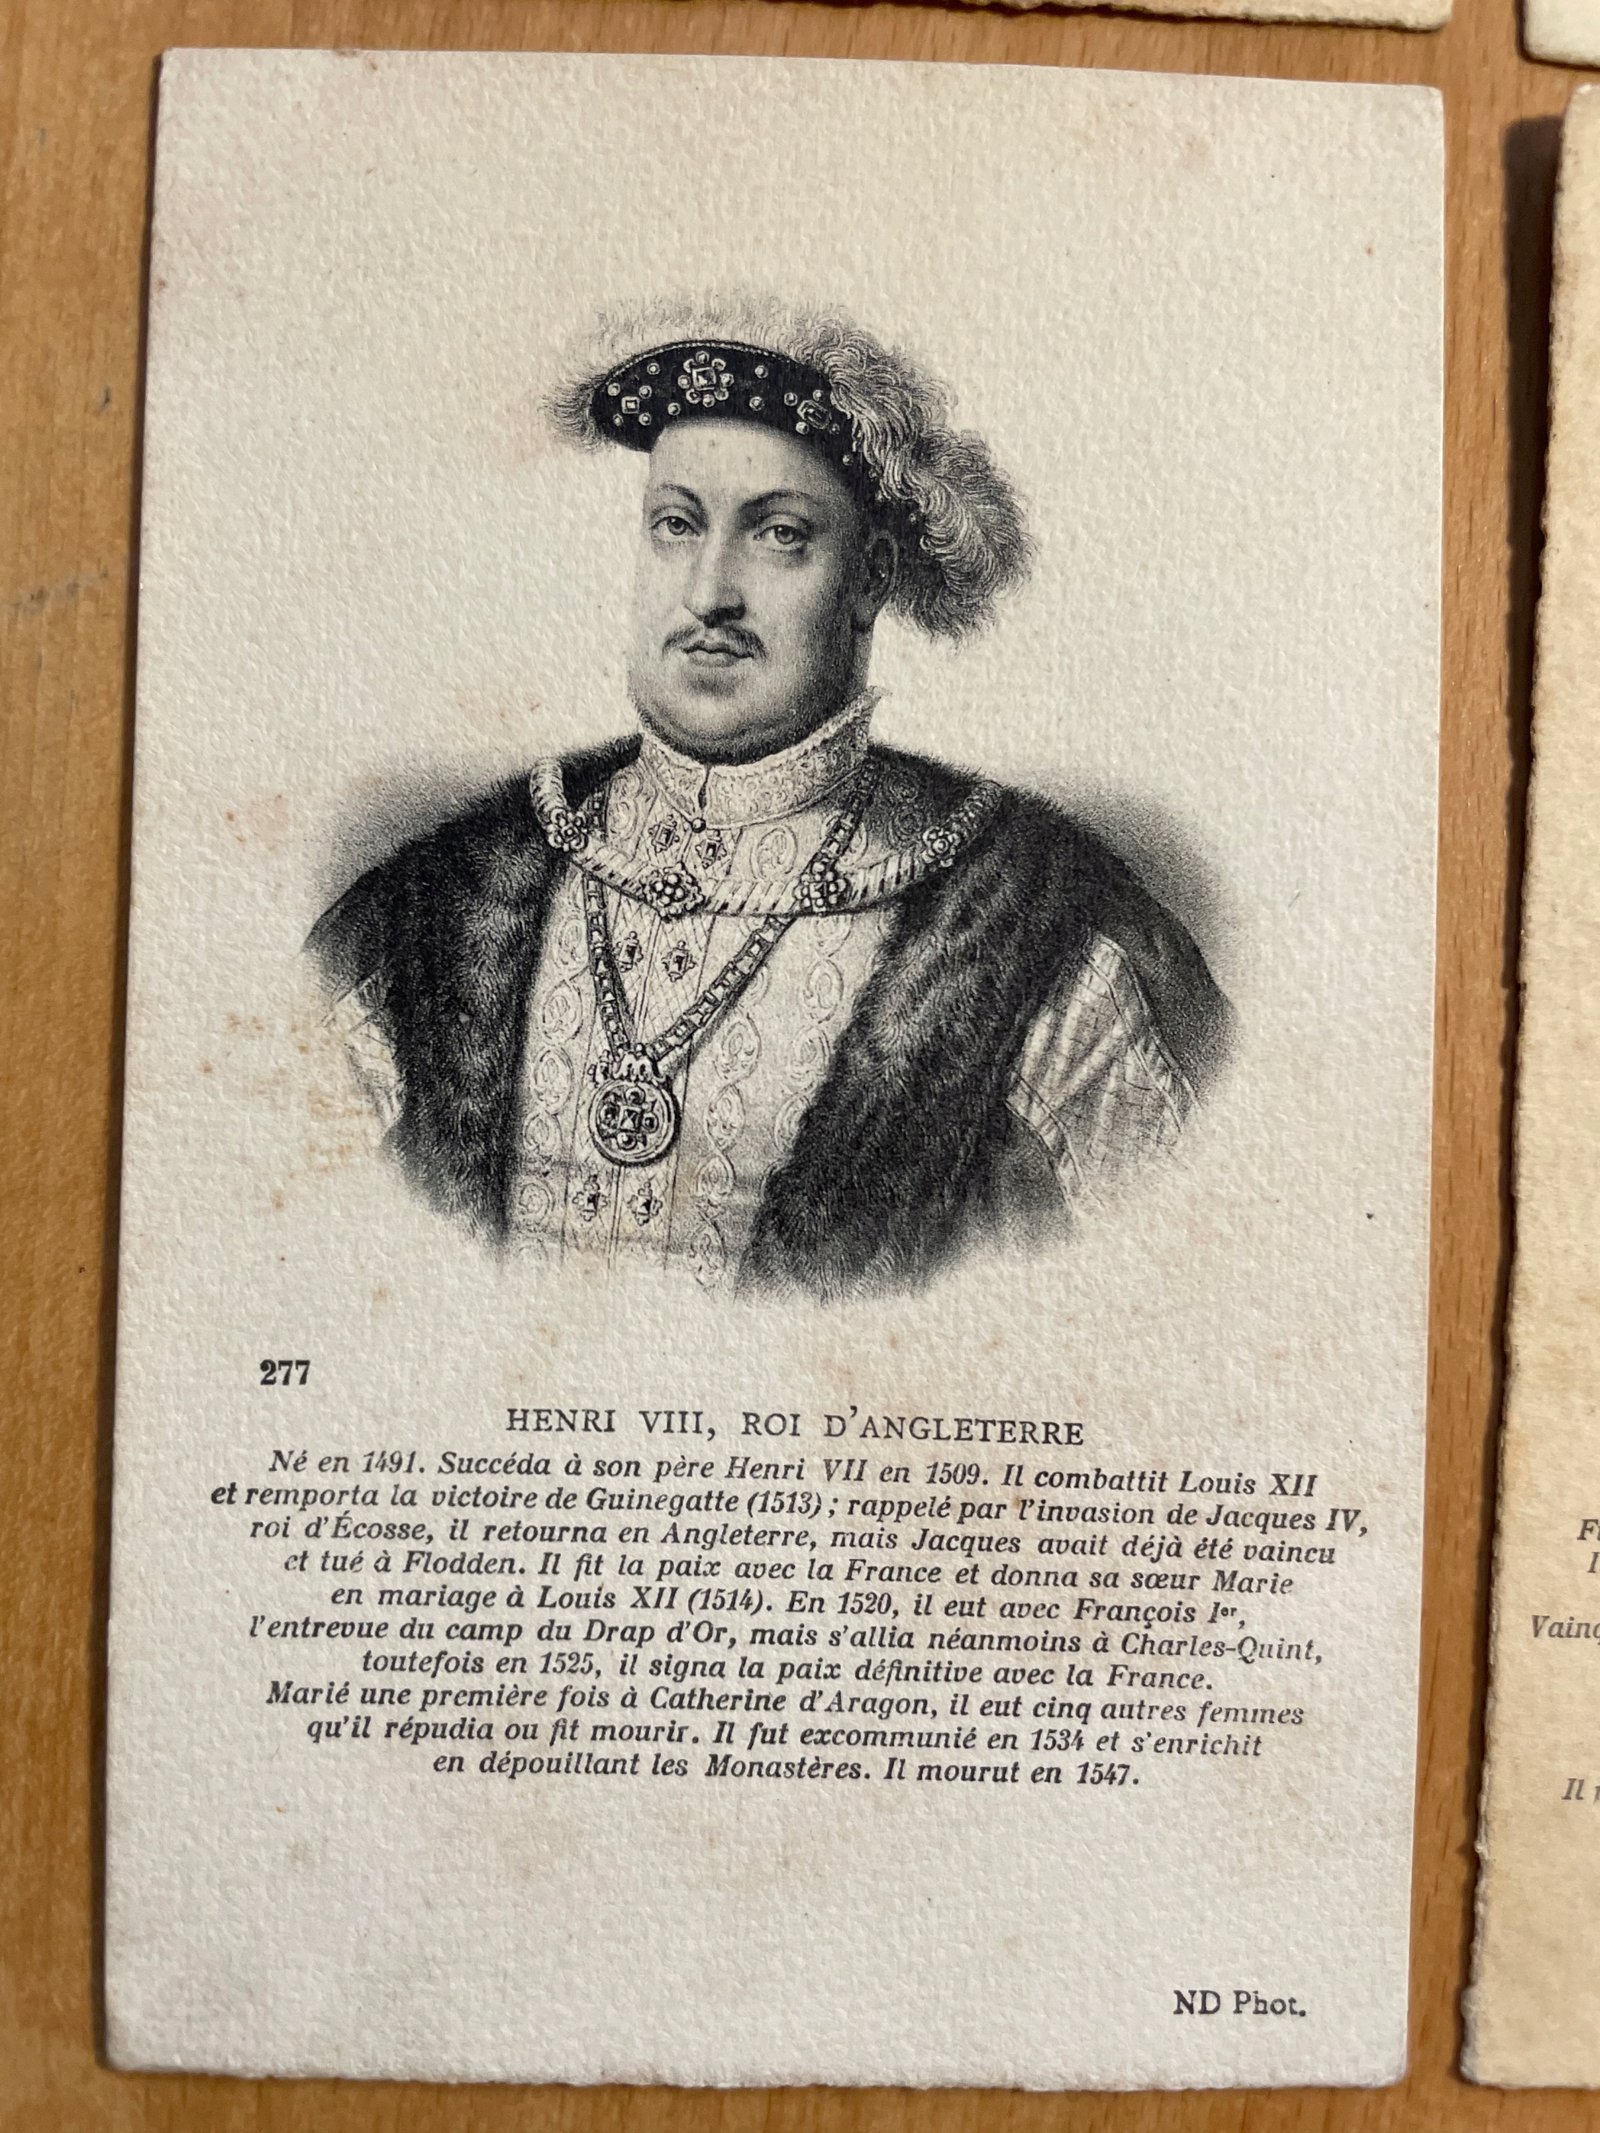 277
HENRI VIII, ROI D'ANGLETERRE
Né en 1491. Succéda à son père Henri VII en 1509. Il combattit Louis XII
et remporta la victoire de Guinegatte (1513) ; rappelé par l'invasion de Jacques IV,
roi d'Écosse, il retourna en Angleterre, mais Jacques avait déjà été vaincu
et tué à Flodden. Il fit la paix avec la France et donna sa sœur Marie
en mariage à Louis XII (1514). En 1520, il eut avec François Ier,
l'entrevue du camp du Drap d'Or, mais s'allia néanmoins à Charles-Quint,
toutefois en 1525, il signa la paix définitive avec la France.
Marié une première fois à Catherine d'Aragon, il eut cinq autres femmes
qu'il répudia ou fit mourir. Il fut excommunié en 1534 et s'enrichit
en dépouillant les Monastères. Il mourut en 1547.
ND Phot.
Il